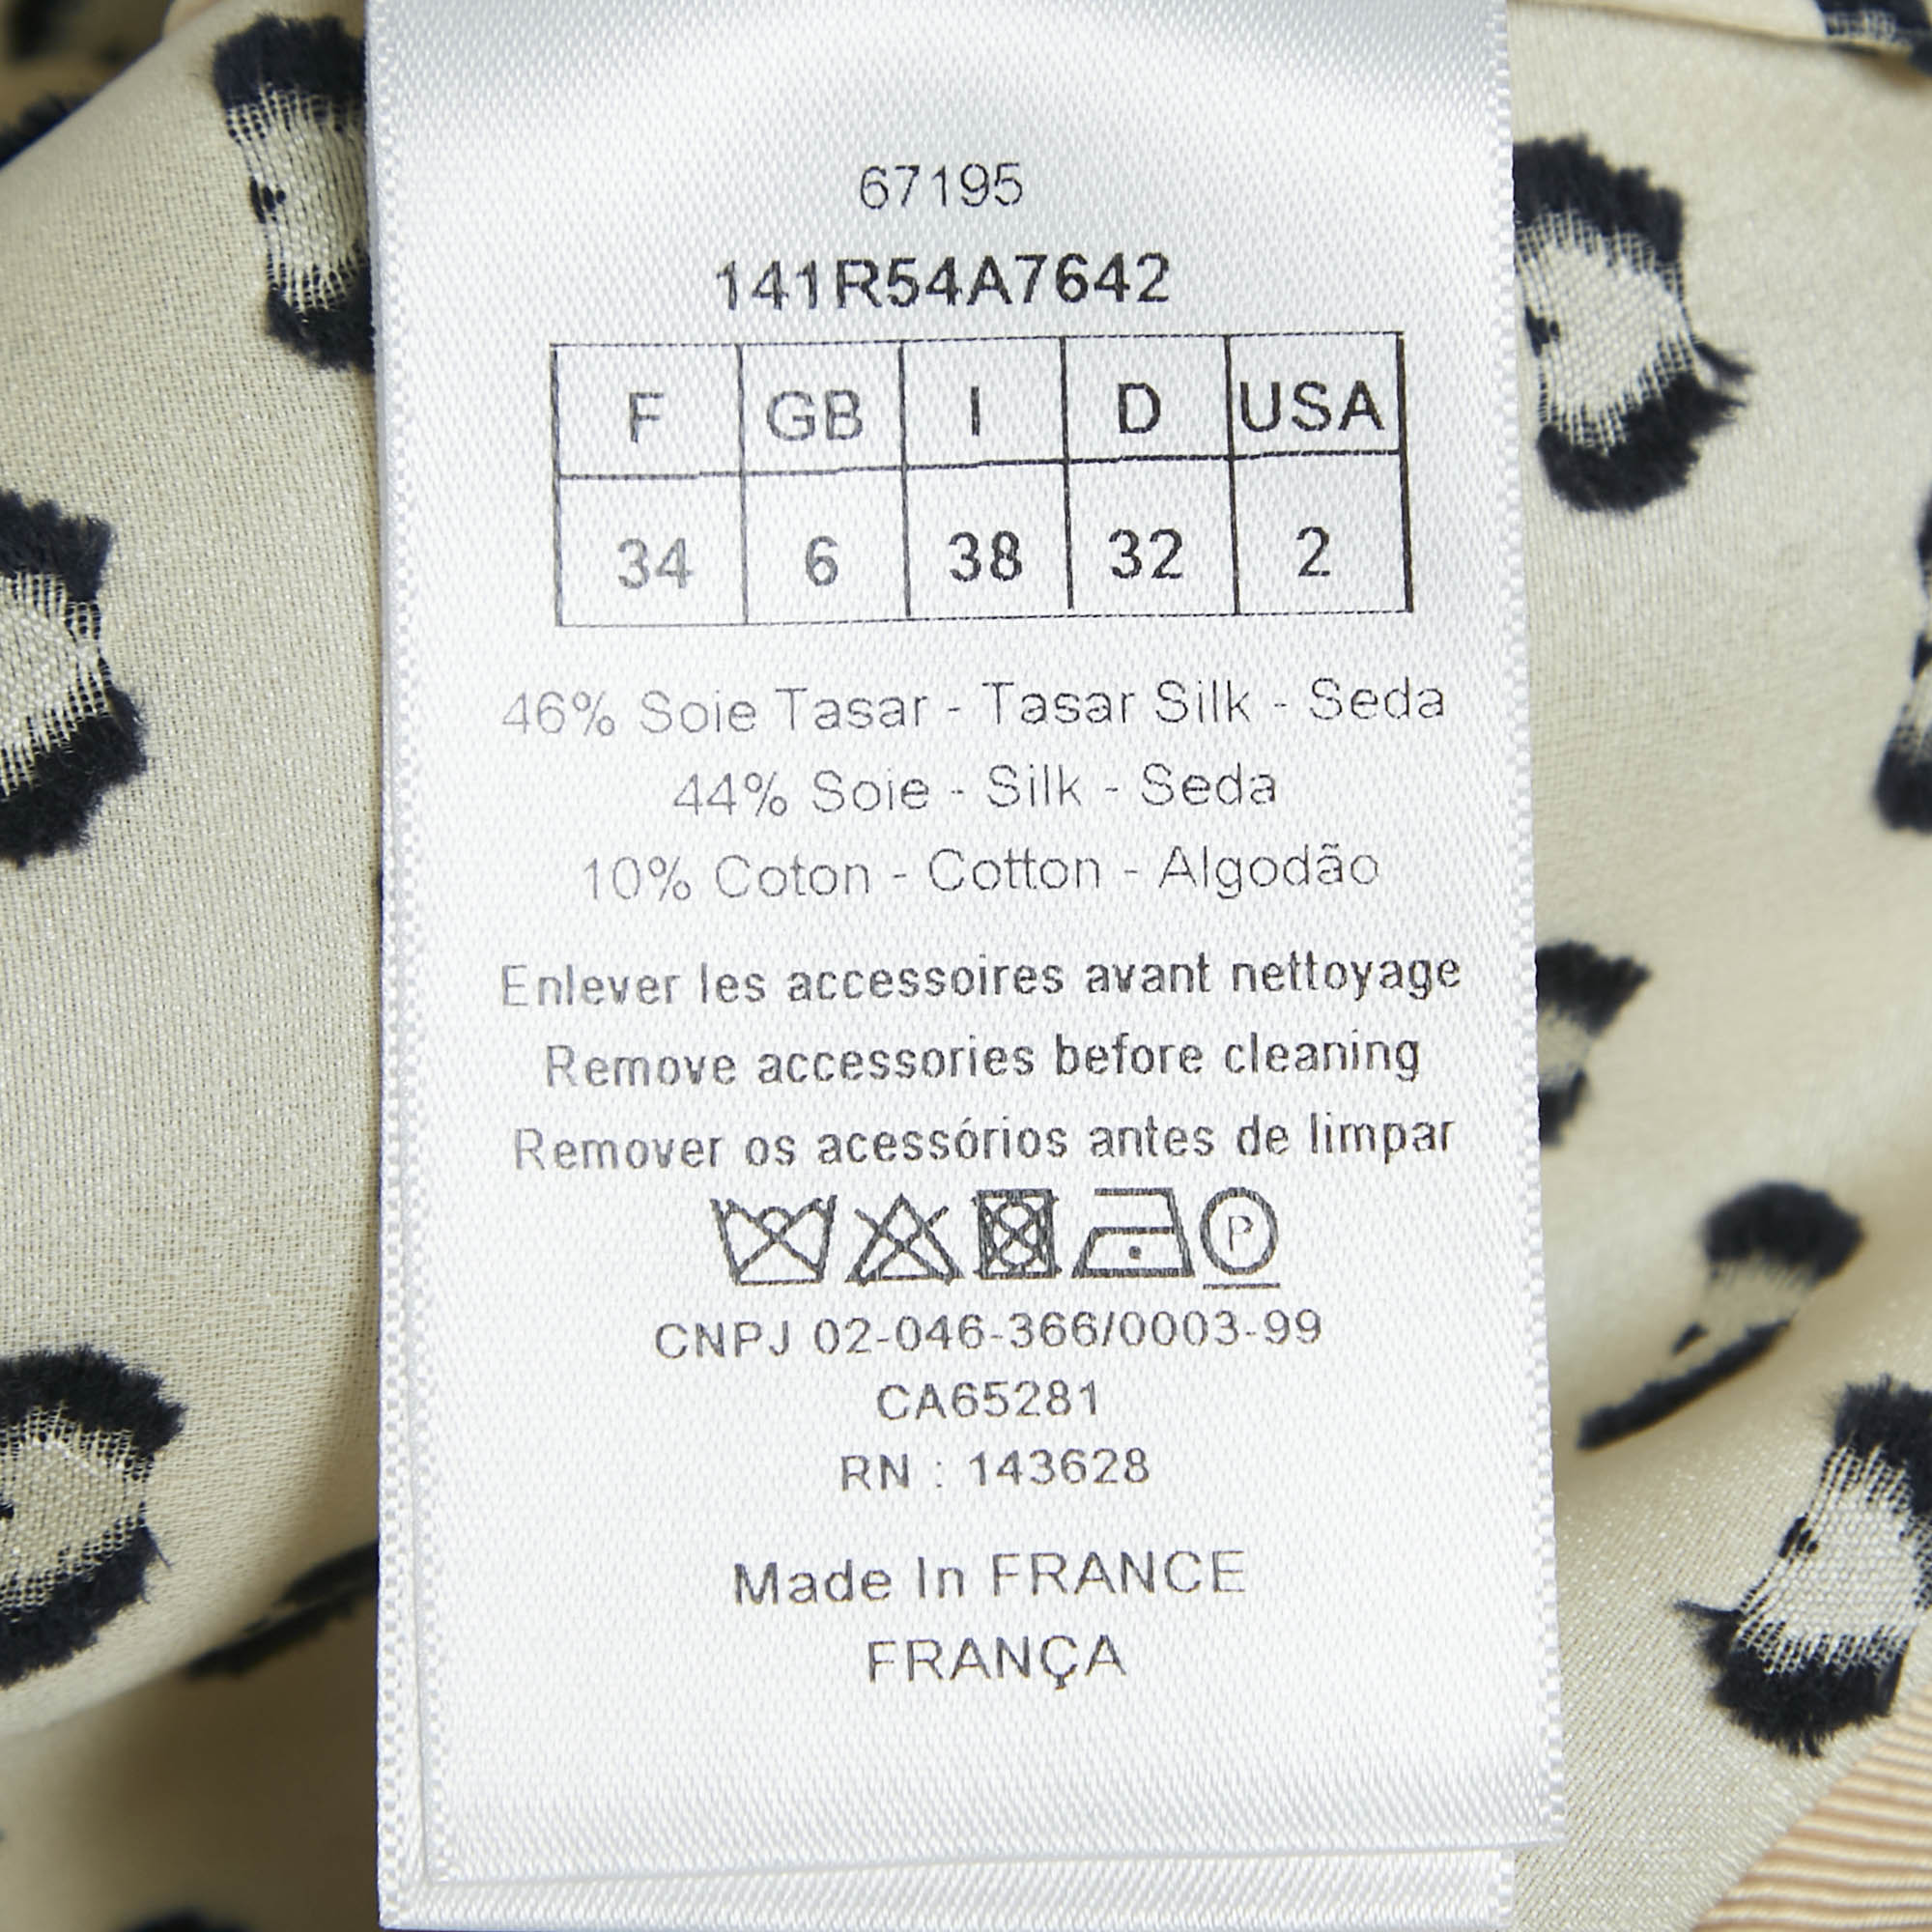 67195
141R54A7642
F GB I D USA
34 6 38 32 2
46% Soie Tasar - Tasar Silk - Seda
44% Soie - Silk - Seda
10% Coton - Cotton - Algodão
Enlever les accessoires avant nettoyage
Remove accessories before cleaning
Remover os acessórios antes de limpar
P
CNPJ 02-046-366/0003-99
CA65281
RN : 143628
Made In FRANCE
FRANÇA